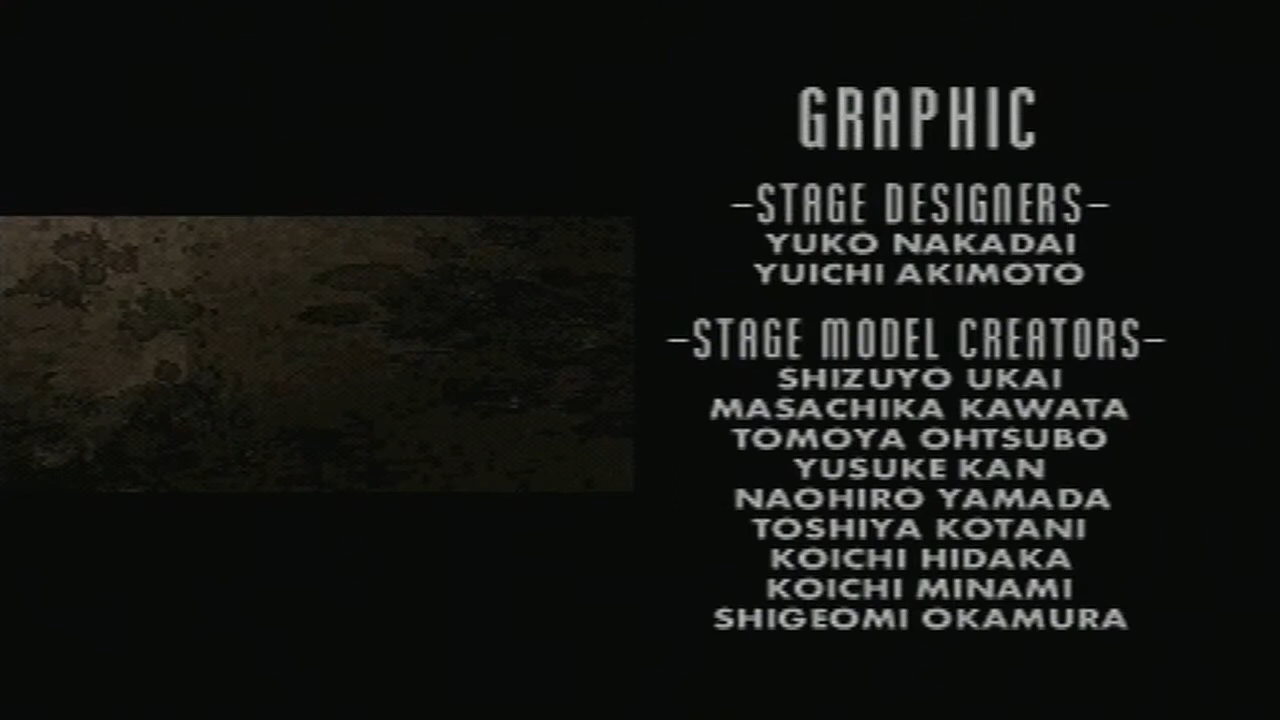 GRAPHIC
-STAGE DESIGNERS-
YUKO NAKADAI
YUICHI AKIMOTO
-STAGE MODEL CREATORS-
SHIZUYO UKAI
MASACHIKA KAWATA
TOMOYA OHTSUBO
YUSUKE KAN
NAOHIRO YAMADA
TOSHIYA KOTANI
KOICHI HIDAKA
KOICHI MINAMI
SHIGEOMI OKAMURA